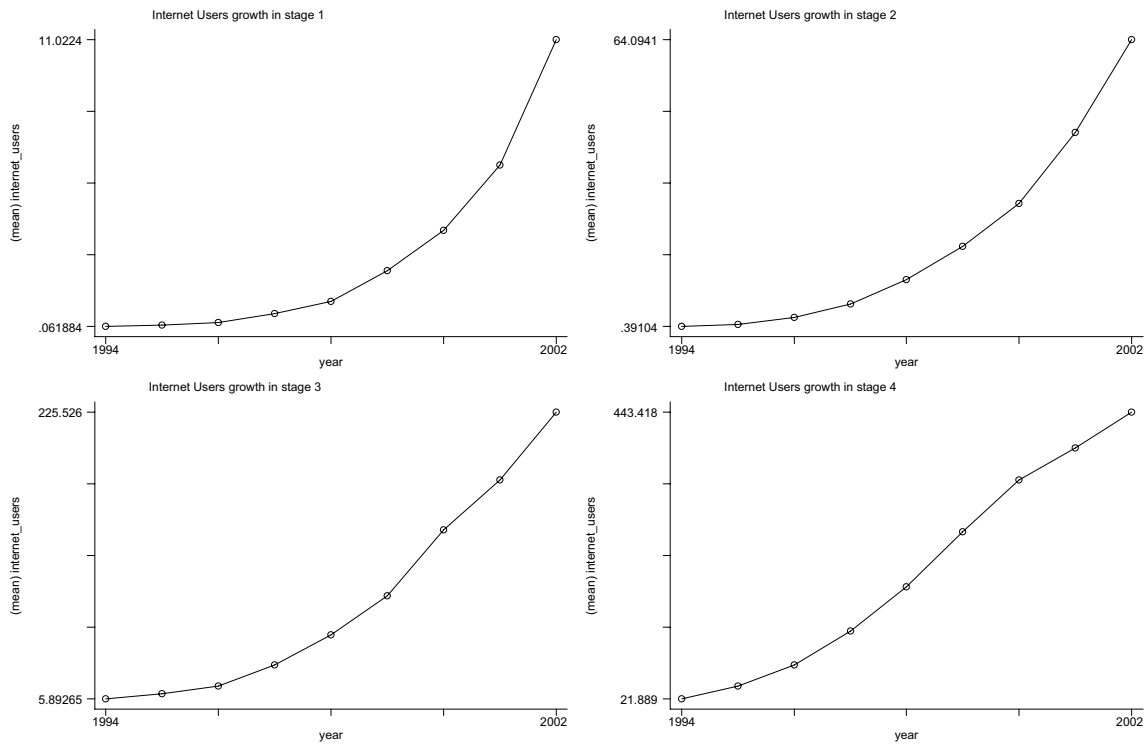 Internet Users growth in stage 1
11.0224
(mean) internet_users
.061884
1994
2002
year
Internet Users growth in stage 2
64.0941
(mean) internet_users
.39104
1994
2002
year
Internet Users growth in stage 3
225.526
(mean) internet_users
5.89265
1994
2002
year
Internet Users growth in stage 4
443.418
(mean) internet_users
21.889
1994
2002
year